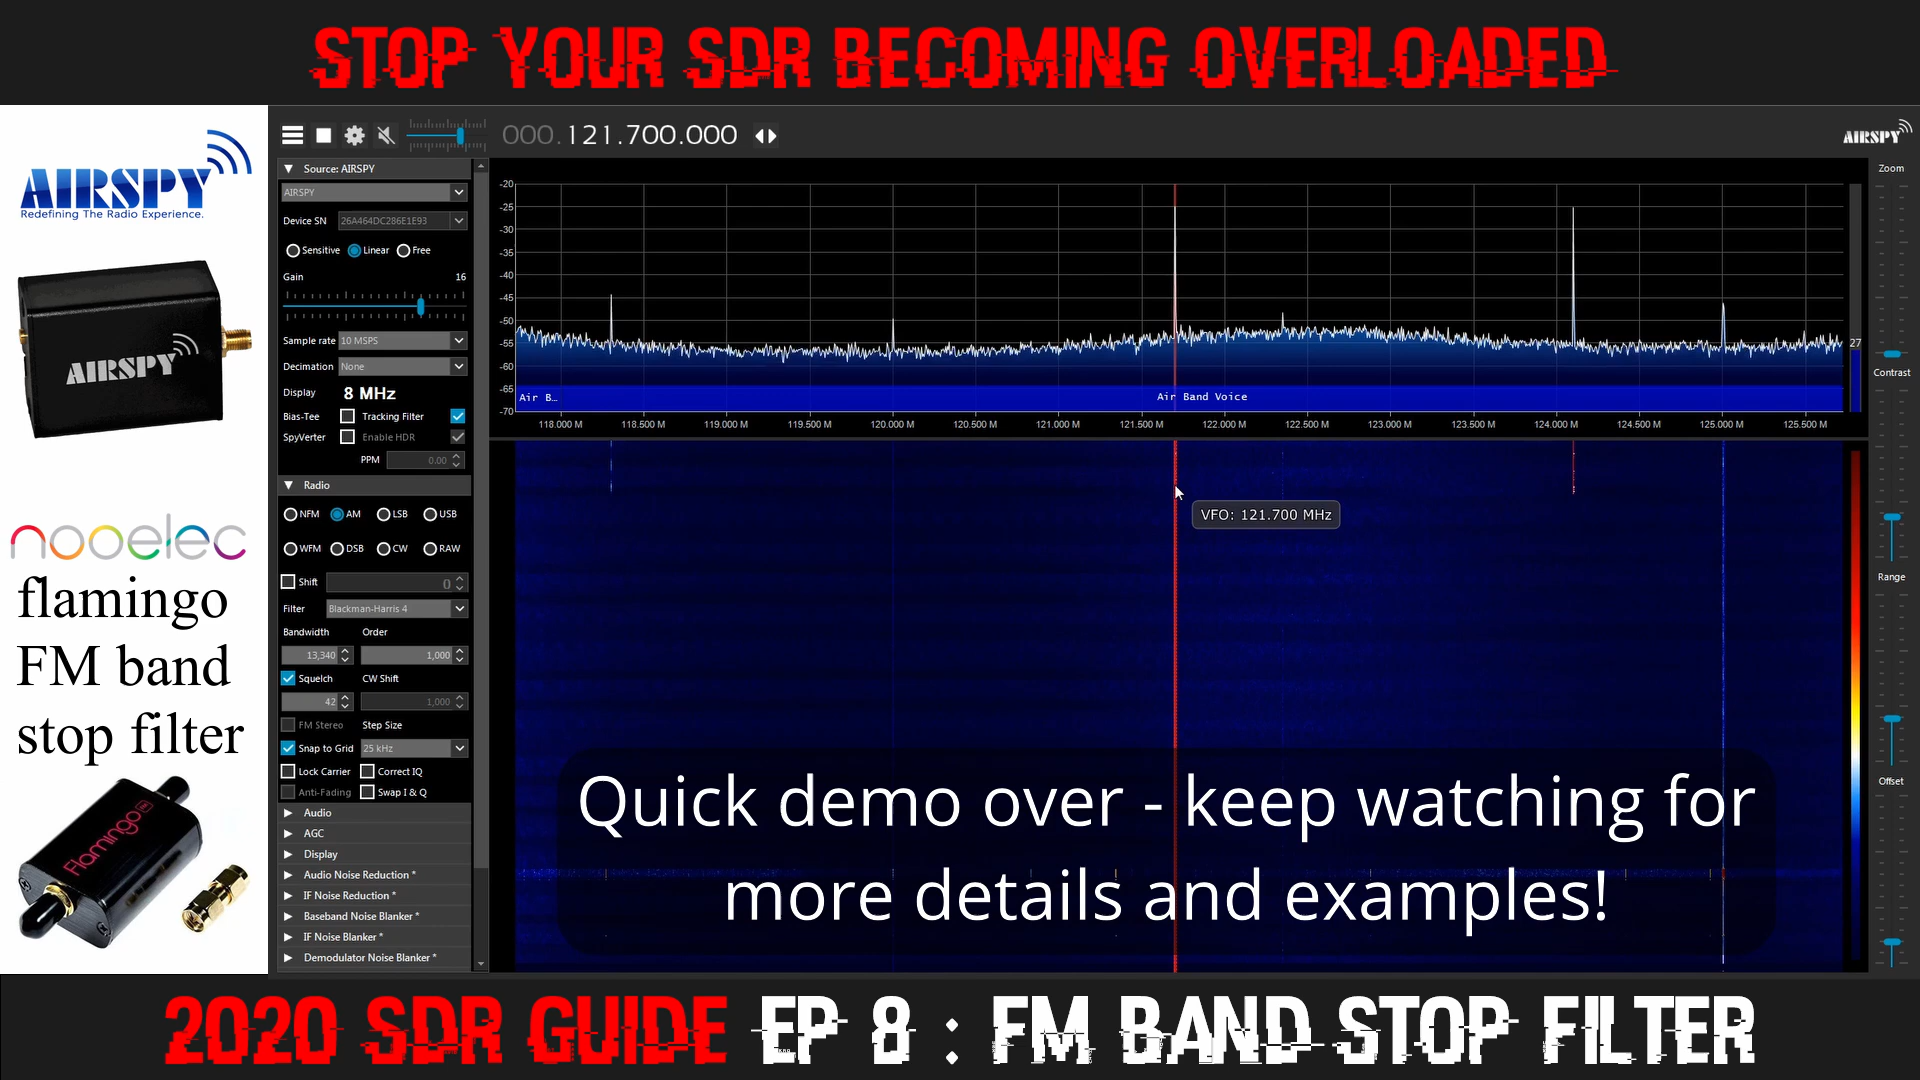 STOP YOUR SDR BECOMING OVERLOADED
AIRSPY
Redefining The Radio Experience.
AIRSPY
nooelec
flamingo
FM band
stop filter
Flamingo FM
000.121.700.000
AIRSPY
Source: AIRSPY
AIRSPY
Device SN 26A464DC286E1E93
Sensitive Linear Free
Gain 16
Sample rate 10 MSPS
Decimation None
Display 8 MHz
Bias-Tee Tracking Filter
SpyVerter Enable HDR
PPM 0.00
Radio
NFM AM LSB USB
WFM DSB CW RAW
Shift 0
Filter Blackman-Harris 4
Bandwidth Order
13,340 1,000
Squelch CW Shift
42 1,000
FM Stereo Step Size
Snap to Grid 25 kHz
Lock Carrier Correct IQ
Anti-Fading Swap I & Q
Audio
AGC
Display
Audio Noise Reduction *
IF Noise Reduction *
Baseband Noise Blanker *
IF Noise Blanker *
Demodulator Noise Blanker *
-20
-25
-30
-35
-40
-45
-50
-55
-60
-65
-70
27
Air B... Air Band Voice
118.000 M 118.500 M 119.000 M 119.500 M 120.000 M 120.500 M 121.000 M 121.500 M 122.000 M 122.500 M 123.000 M 123.500 M 124.000 M 124.500 M 125.000 M 125.500 M
VFO: 121.700 MHz
Zoom
Contrast
Range
Offset
Quick demo over - keep watching for
more details and examples!
2020 SDR GUIDE EP 8 : FM BAND STOP FILTER